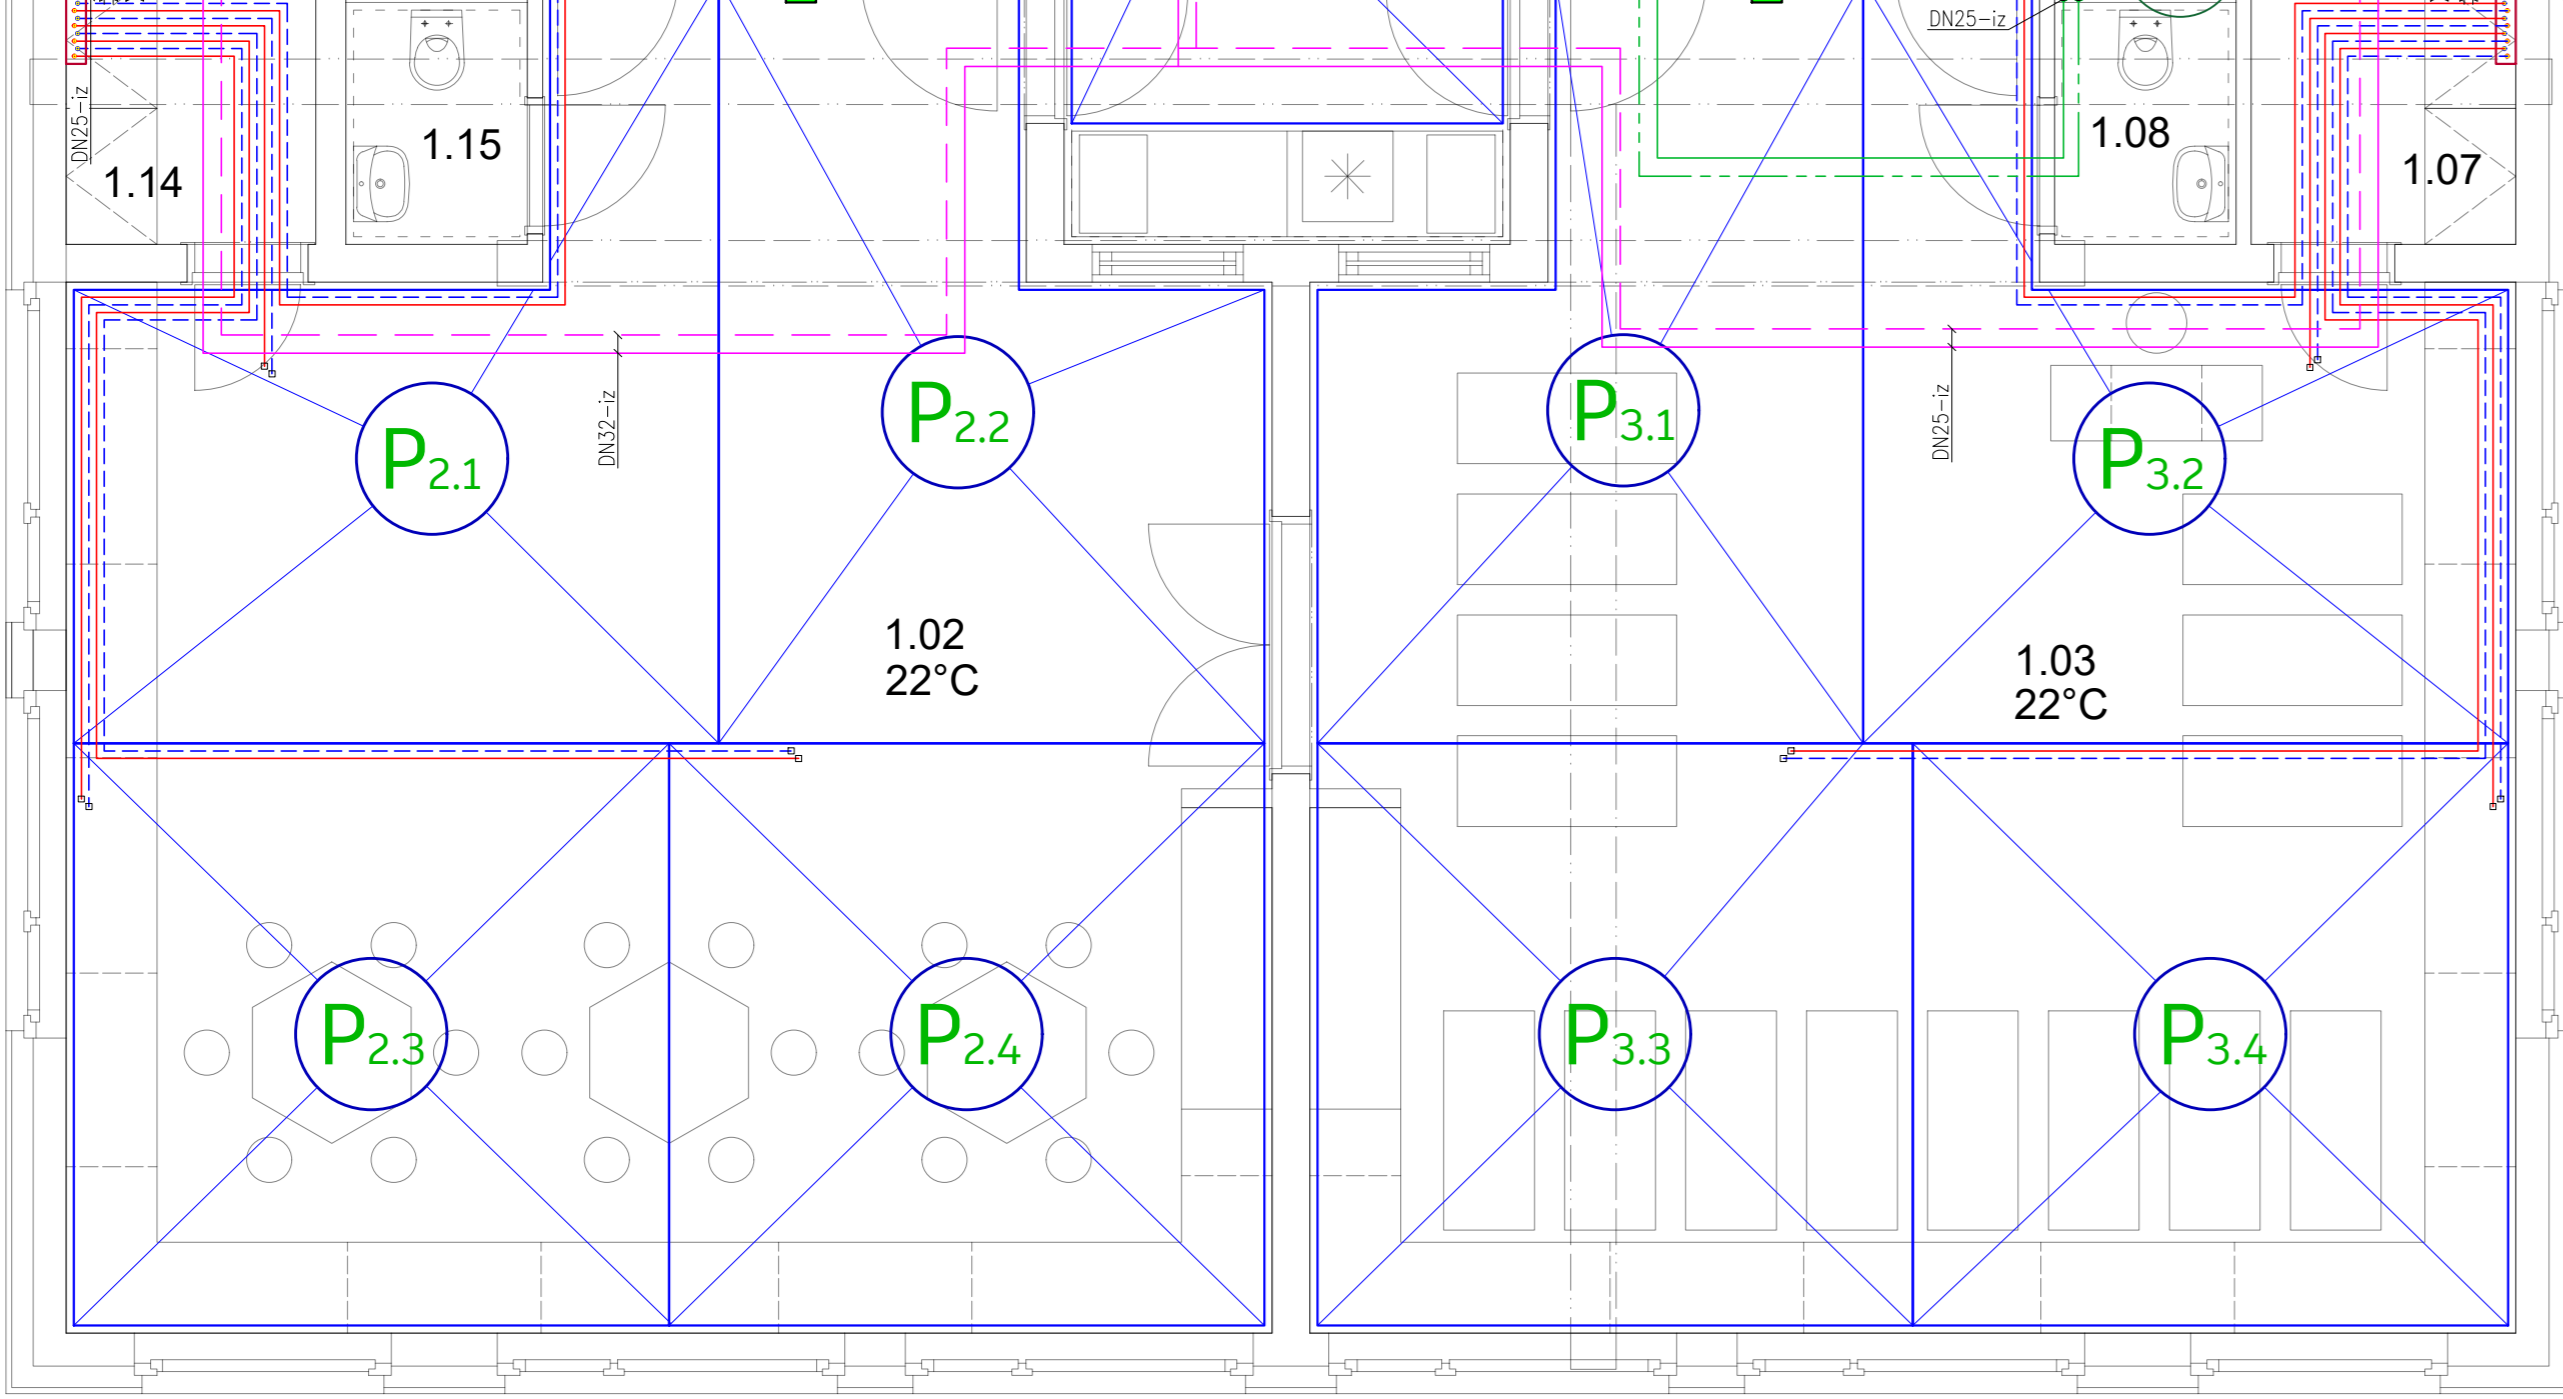 DN25-iz
DN25-iz
1.14
1.15
1.08
1.07
P2.1
DN32-iz
P2.2
P3.1
DN25-iz
P3.2
1.02
22°C
1.03
22°C
P2.3
P2.4
P3.3
P3.4